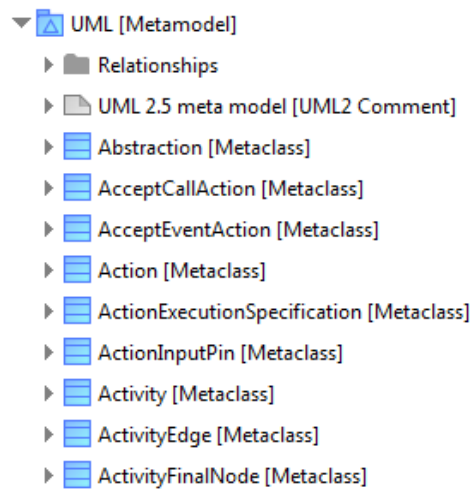 UML [Metamodel]
Relationships
UML 2.5 meta model [UML2 Comment]
Abstraction [Metaclass]
AcceptCallAction [Metaclass]
AcceptEventAction [Metaclass]
Action [Metaclass]
ActionExecutionSpecification [Metaclass]
ActionInputPin [Metaclass]
Activity [Metaclass]
ActivityEdge [Metaclass]
ActivityFinalNode [Metaclass]